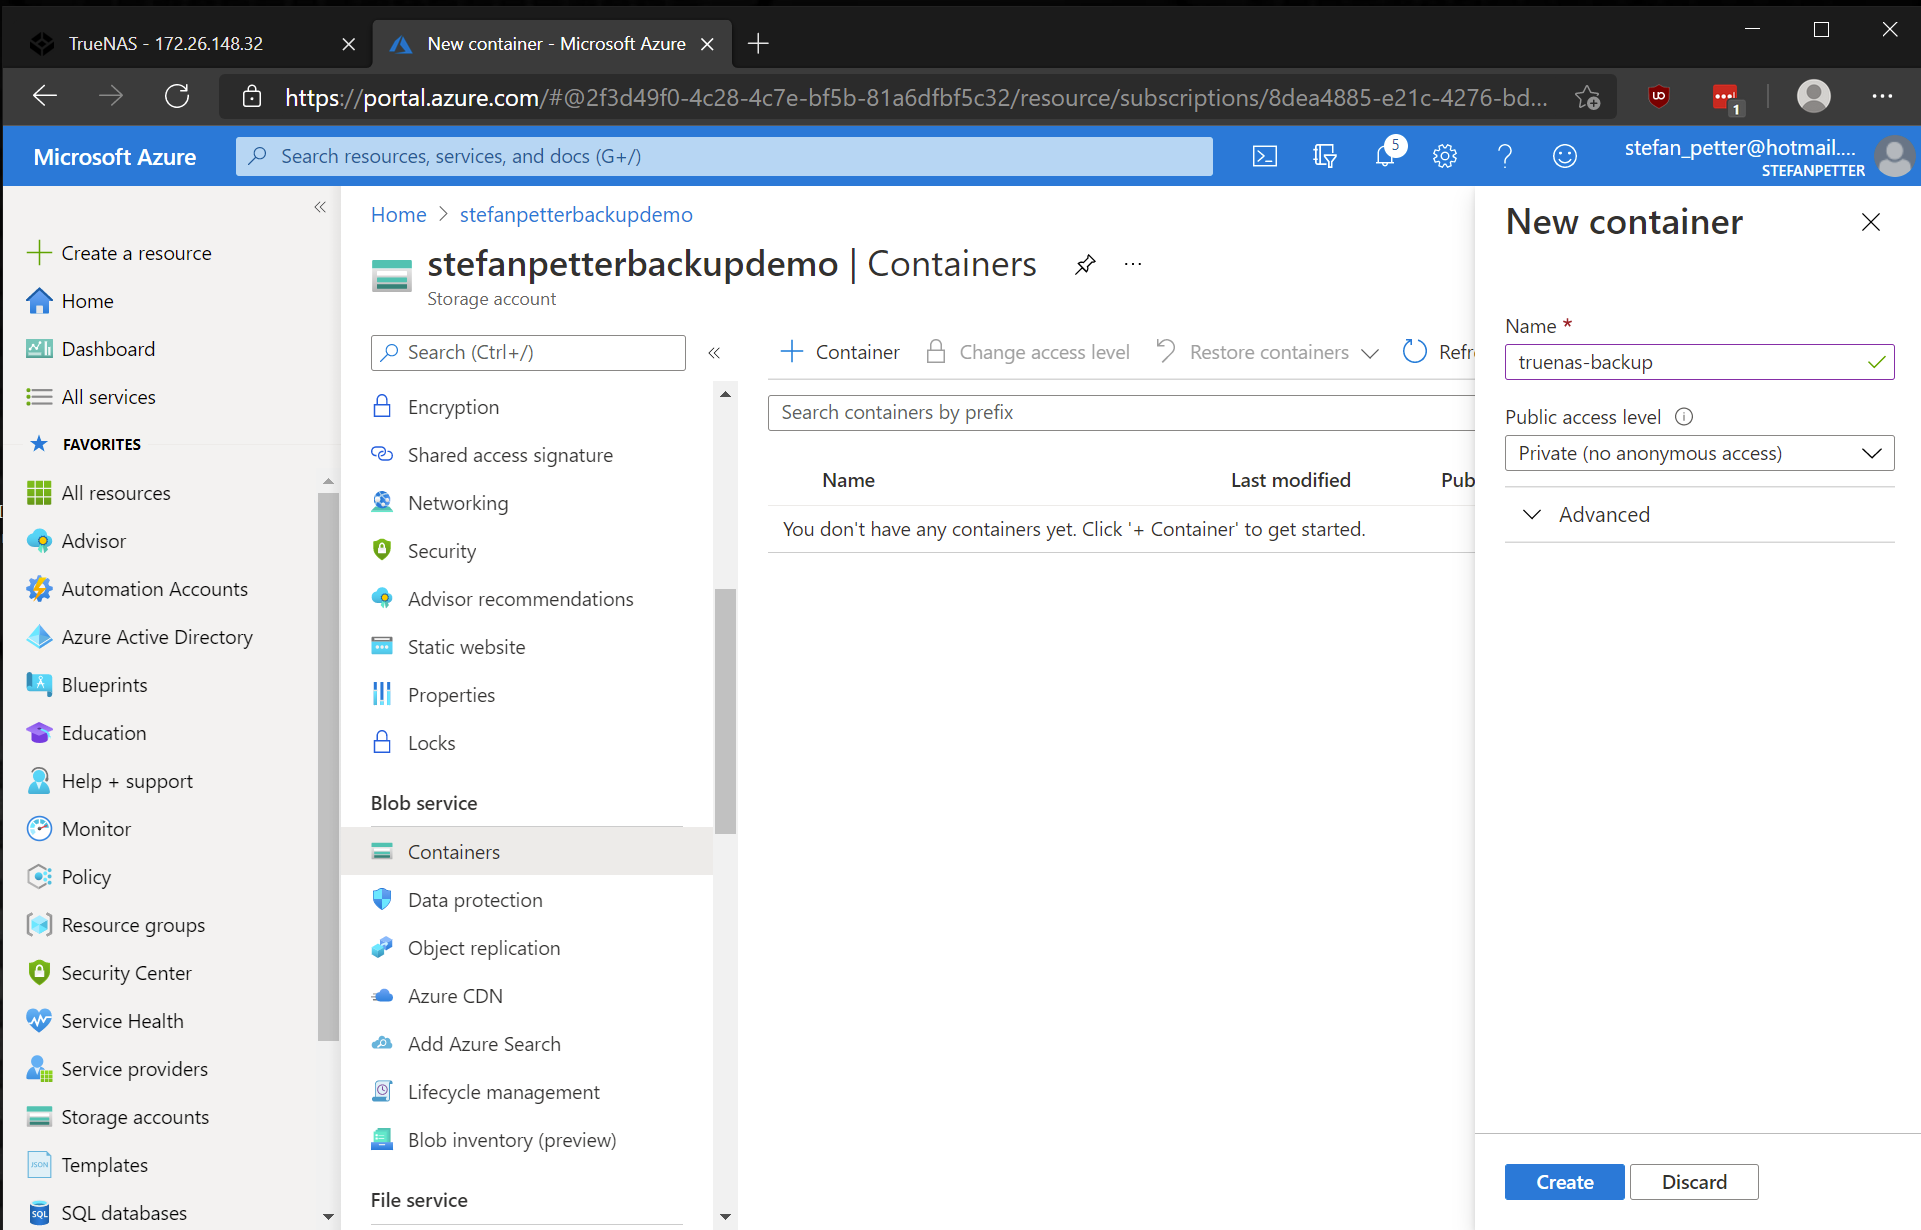 TrueNAS - 172.26.148.32
New container - Microsoft Azure
https://portal.azure.com/#@2f3d49f0-4c28-4c7e-bf5b-81a6dfbf5c32/resource/subscriptions/8dea4885-e21c-4276-bd...
1
Microsoft Azure
Search resources, services, and docs (G+/)
5
stefan_petter@hotmail....
STEFANPETTER
Create a resource
Home
Dashboard
All services
FAVORITES
All resources
Advisor
Automation Accounts
Azure Active Directory
Blueprints
Education
Help + support
Monitor
Policy
Resource groups
Security Center
Service Health
Service providers
Storage accounts
Templates
SQL databases
Home > stefanpetterbackupdemo
stefanpetterbackupdemo | Containers
Storage account
Search (Ctrl+/)
Encryption
Shared access signature
Networking
Security
Advisor recommendations
Static website
Properties
Locks
Blob service
Containers
Data protection
Object replication
Azure CDN
Add Azure Search
Lifecycle management
Blob inventory (preview)
File service
Container Change access level Restore containers Refr
Search containers by prefix
Name Last modified Pub
You don't have any containers yet. Click '+ Container' to get started.
New container
Name *
truenas-backup
Public access level
Private (no anonymous access)
Advanced
Create Discard